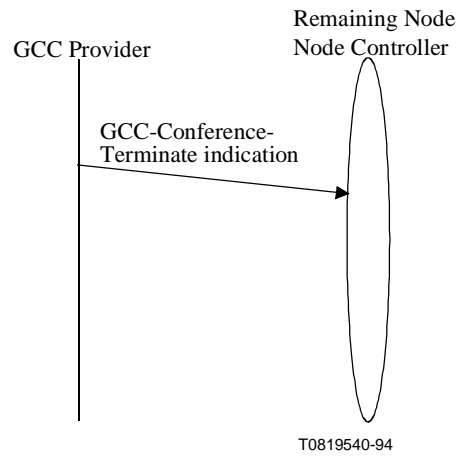 Remaining Node
Node Controller
GCC Provider
GCC-Conference-
Terminate indication
T0819540-94